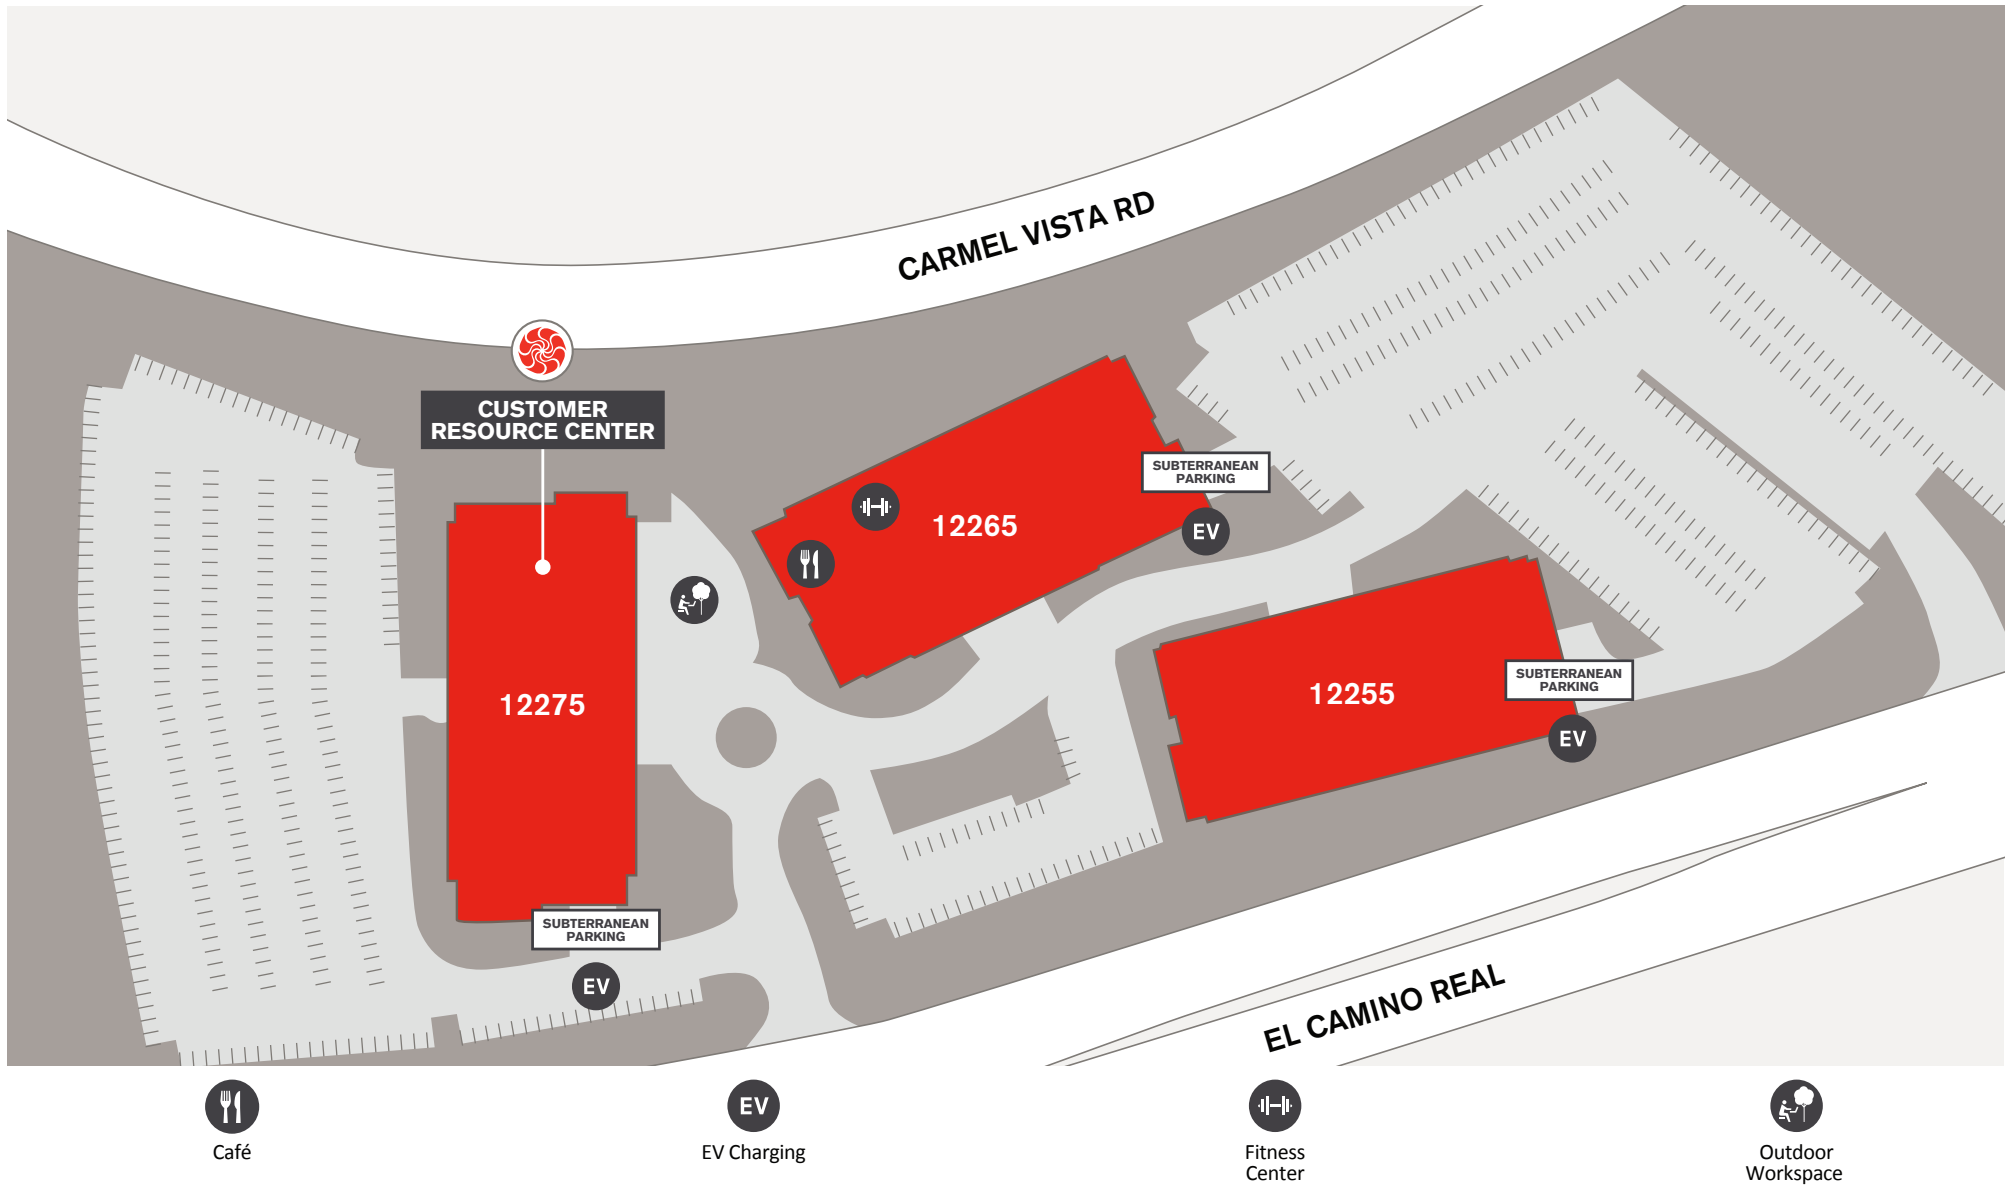 CARMEL VISTA RD
CUSTOMER
RESOURCE CENTER
SUBTERRANEAN
PARKING
12265
EV
12275
12255
SUBTERRANEAN
PARKING
EV
SUBTERRANEAN
PARKING
EV
EL CAMINO REAL
Café
EV
EV Charging
Fitness
Center
Outdoor
Workspace